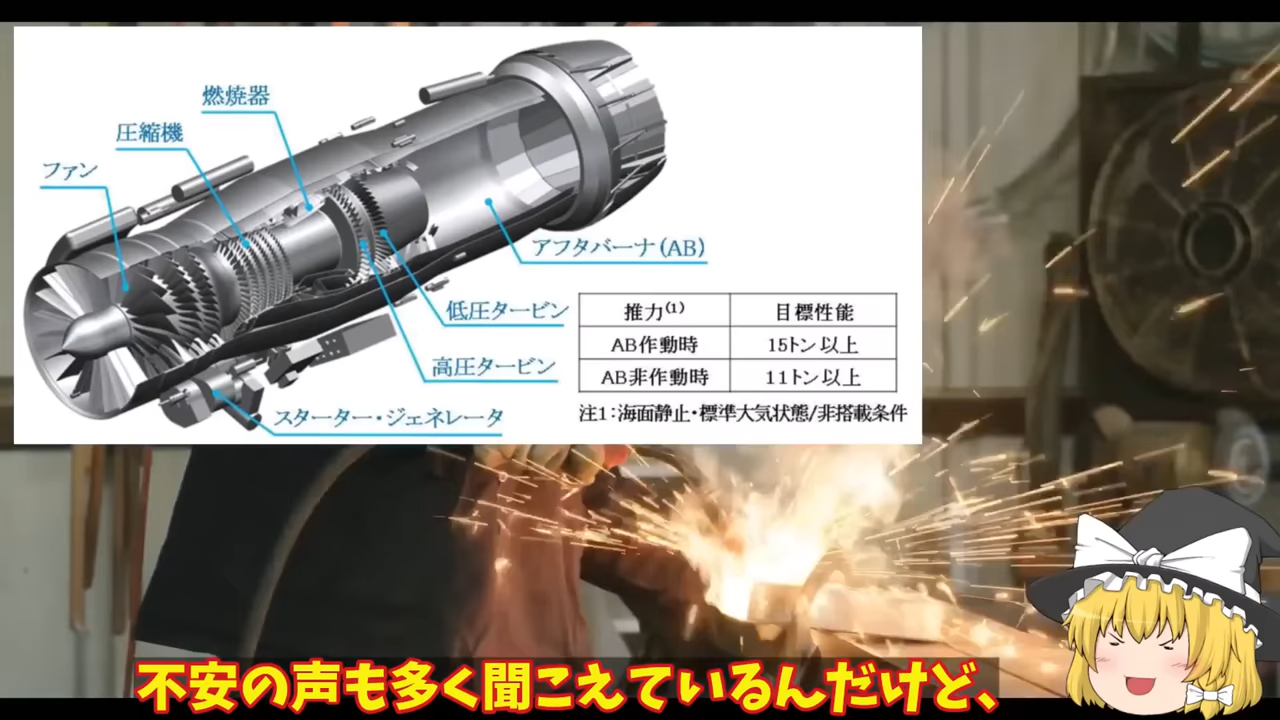 燃焼器
圧縮機
ファン
アフタバーナ(AB)
低圧タービン
高圧タービン
スターター・ジェネレータ
推力(1) 目標性能
AB作動時 15トン以上
AB非作動時 11トン以上
注1：海面静止・標準大気状態/非搭載条件
不安の声も多く聞こえているんだけど、